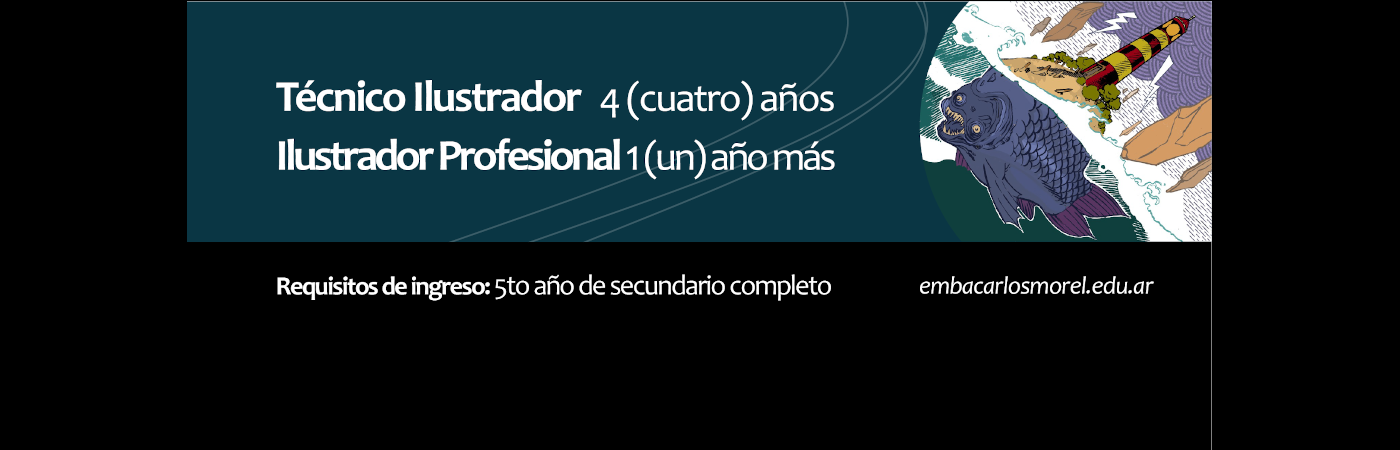 Técnico Ilustrador 4 (cuatro) años
Ilustrador Profesional 1 (un) año más
Requisitos de ingreso: 5to año de secundario completo
embacarlosmorel.edu.ar